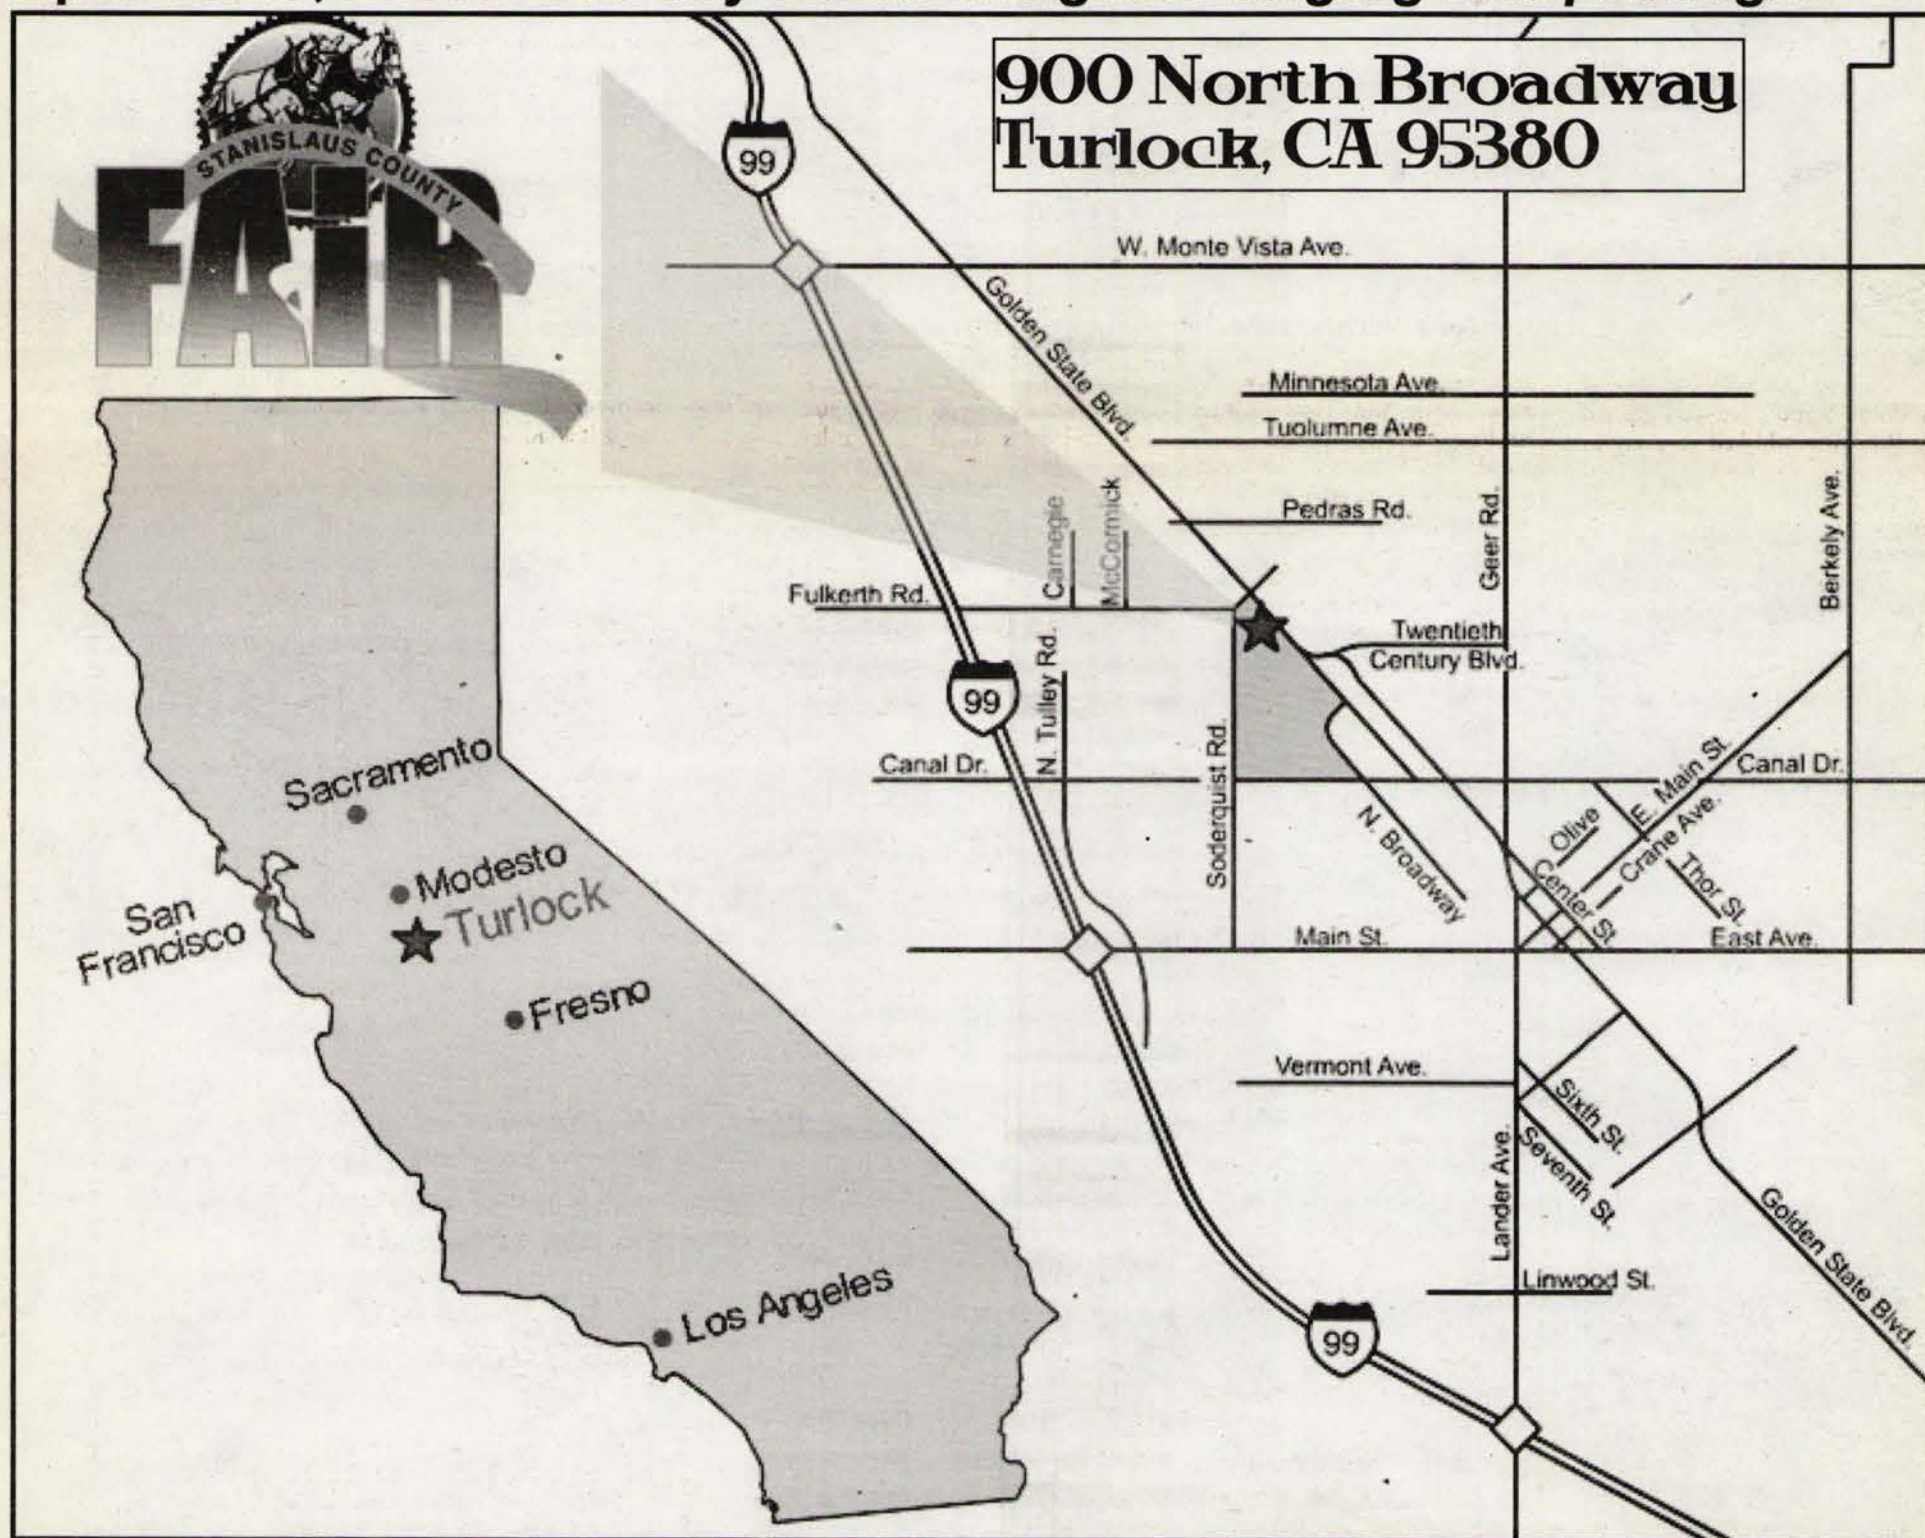 STANISLAUS COUNTY
FAIR
900 North Broadway
Turlock, CA 95380
99
W. Monte Vista Ave.
Golden State Blvd.
Minnesota Ave.
Tuolumne Ave.
Pedras Rd.
Geer Rd.
Berkely Ave.
Carnegie
McCormick
Fulkerth Rd.
Twentieth
Century Blvd.
99
N. Tulley Rd.
Soderquist Rd.
Canal Dr.
Canal Dr.
E. Main St.
Crane Ave.
Olive
Center St.
Thor St.
N. Broadway
Main St.
East Ave.
Vermont Ave.
Sixth St.
Seventh St.
Lander Ave.
Linwood St.
Golden State Blvd.
99
Sacramento
Modesto
Turlock
San
Francisco
Fresno
Los Angeles